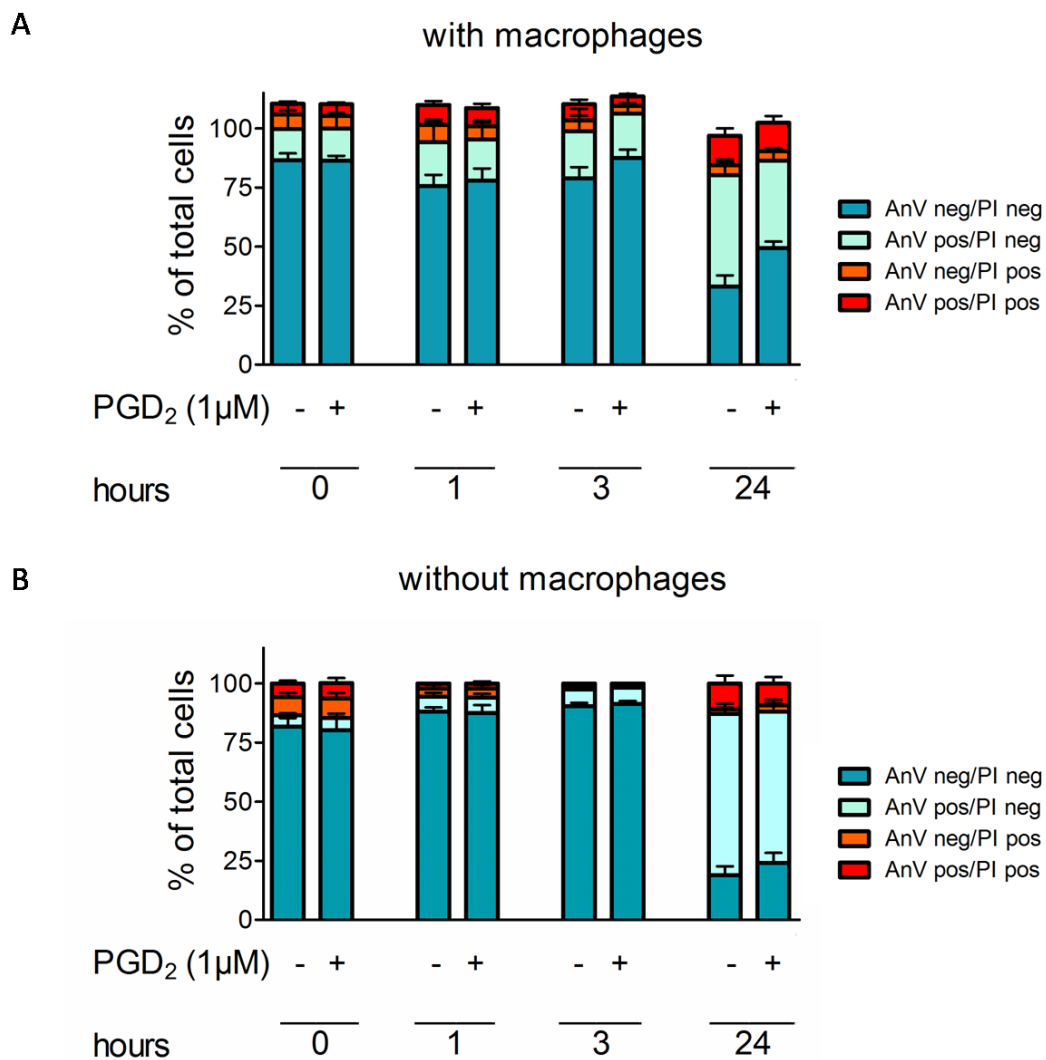 A
with macrophages
% of total cells
100
75
50
25
0
AnV neg/PI neg
AnV pos/PI neg
AnV neg/PI pos
AnV pos/PI pos
PGD₂ (1µM) - + - + - + - +
hours 0 1 3 24
B
without macrophages
% of total cells
100
75
50
25
0
AnV neg/PI neg
AnV pos/PI neg
AnV neg/PI pos
AnV pos/PI pos
PGD₂ (1µM) - + - + - + - +
hours 0 1 3 24